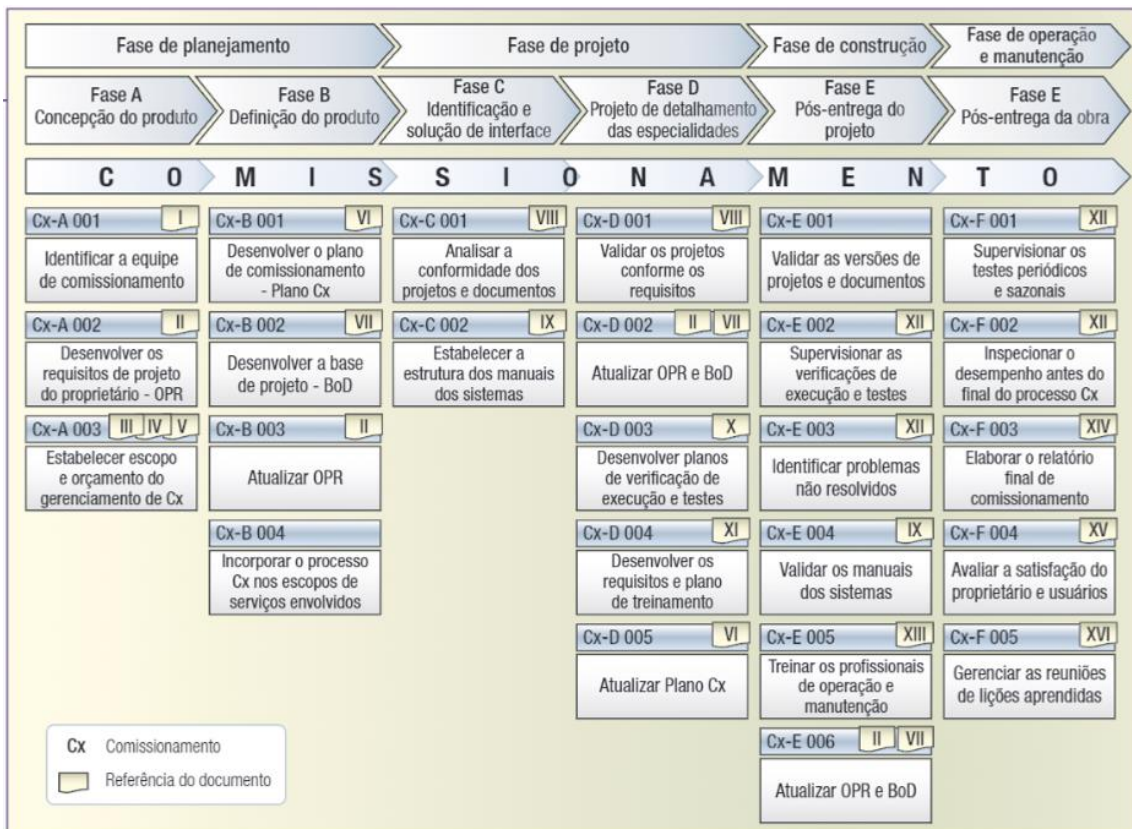 Fase de planejamento
Fase de projeto
Fase de construção
Fase de operação
e manutenção
Fase A
Concepção do produto
Fase B
Definição do produto
Fase C
Identificação e
solução de interface
Fase D
Projeto de detalhamento
das especialidades
Fase E
Pós-entrega do
projeto
Fase E
Pós-entrega da obra
C O M I S S I O N A M E N T O
Cx-A 001 I
Identificar a equipe
de comissionamento
Cx-A 002 II
Desenvolver os
requisitos de projeto
do proprietário - OPR
Cx-A 003 III IV V
Estabelecer escopo
e orçamento do
gerenciamento de Cx
Cx-B 001 VI
Desenvolver o plano
de comissionamento
- Plano Cx
Cx-B 002 VII
Desenvolver a base
de projeto - BoD
Cx-B 003 II
Atualizar OPR
Cx-B 004
Incorporar o processo
Cx nos escopos de
serviços envolvidos
Cx-C 001 VIII
Analisar a
conformidade dos
projetos e documentos
Cx-C 002 IX
Estabelecer a
estrutura dos manuais
dos sistemas
Cx-D 001 VIII
Validar os projetos
conforme os
requisitos
Cx-D 002 II VII
Atualizar OPR e BoD
Cx-D 003 X
Desenvolver planos
de verificação de
execução e testes
Cx-D 004 XI
Desenvolver os
requisitos e plano
de treinamento
Cx-D 005 VI
Atualizar Plano Cx
Cx-E 001
Validar as versões de
projetos e documentos
Cx-E 002 XII
Supervisionar as
verificações de
execução e testes
Cx-E 003 XII
Identificar problemas
não resolvidos
Cx-E 004 IX
Validar os manuais
dos sistemas
Cx-E 005 XIII
Treinar os profissionais
de operação e
manutenção
Cx-E 006 II VII
Atualizar OPR e BoD
Cx-F 001 XII
Supervisionar os
testes periódicos
e sazonais
Cx-F 002 XII
Inspecionar o
desempenho antes do
final do processo Cx
Cx-F 003 XIV
Elaborar o relatório
final de
comissionamento
Cx-F 004 XV
Avaliar a satisfação do
proprietário e usuários
Cx-F 005 XVI
Gerenciar as reuniões
de lições aprendidas
Cx Comissionamento
Referência do documento